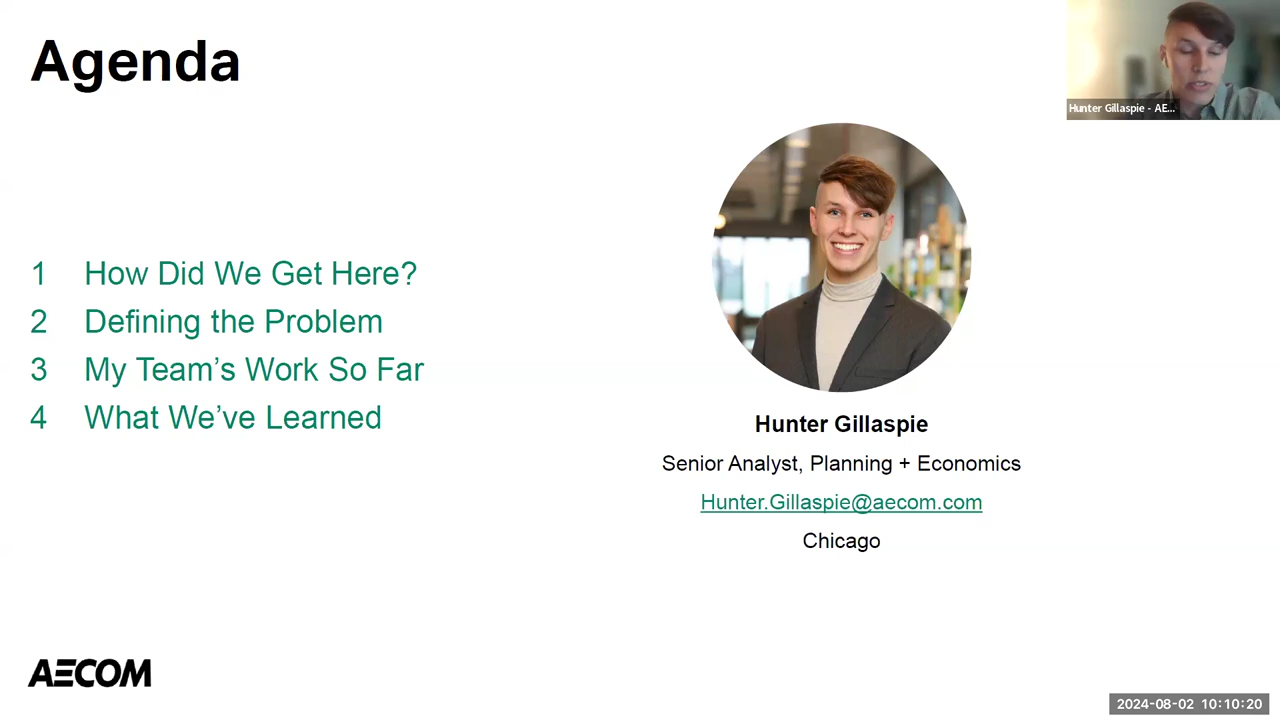 Agenda
Hunter Gillaspie - AE...
1 How Did We Get Here?
2 Defining the Problem
3 My Team’s Work So Far
4 What We’ve Learned
Hunter Gillaspie
Senior Analyst, Planning + Economics
Hunter.Gillaspie@aecom.com
Chicago
AECOM
2024-08-02 10:10:20